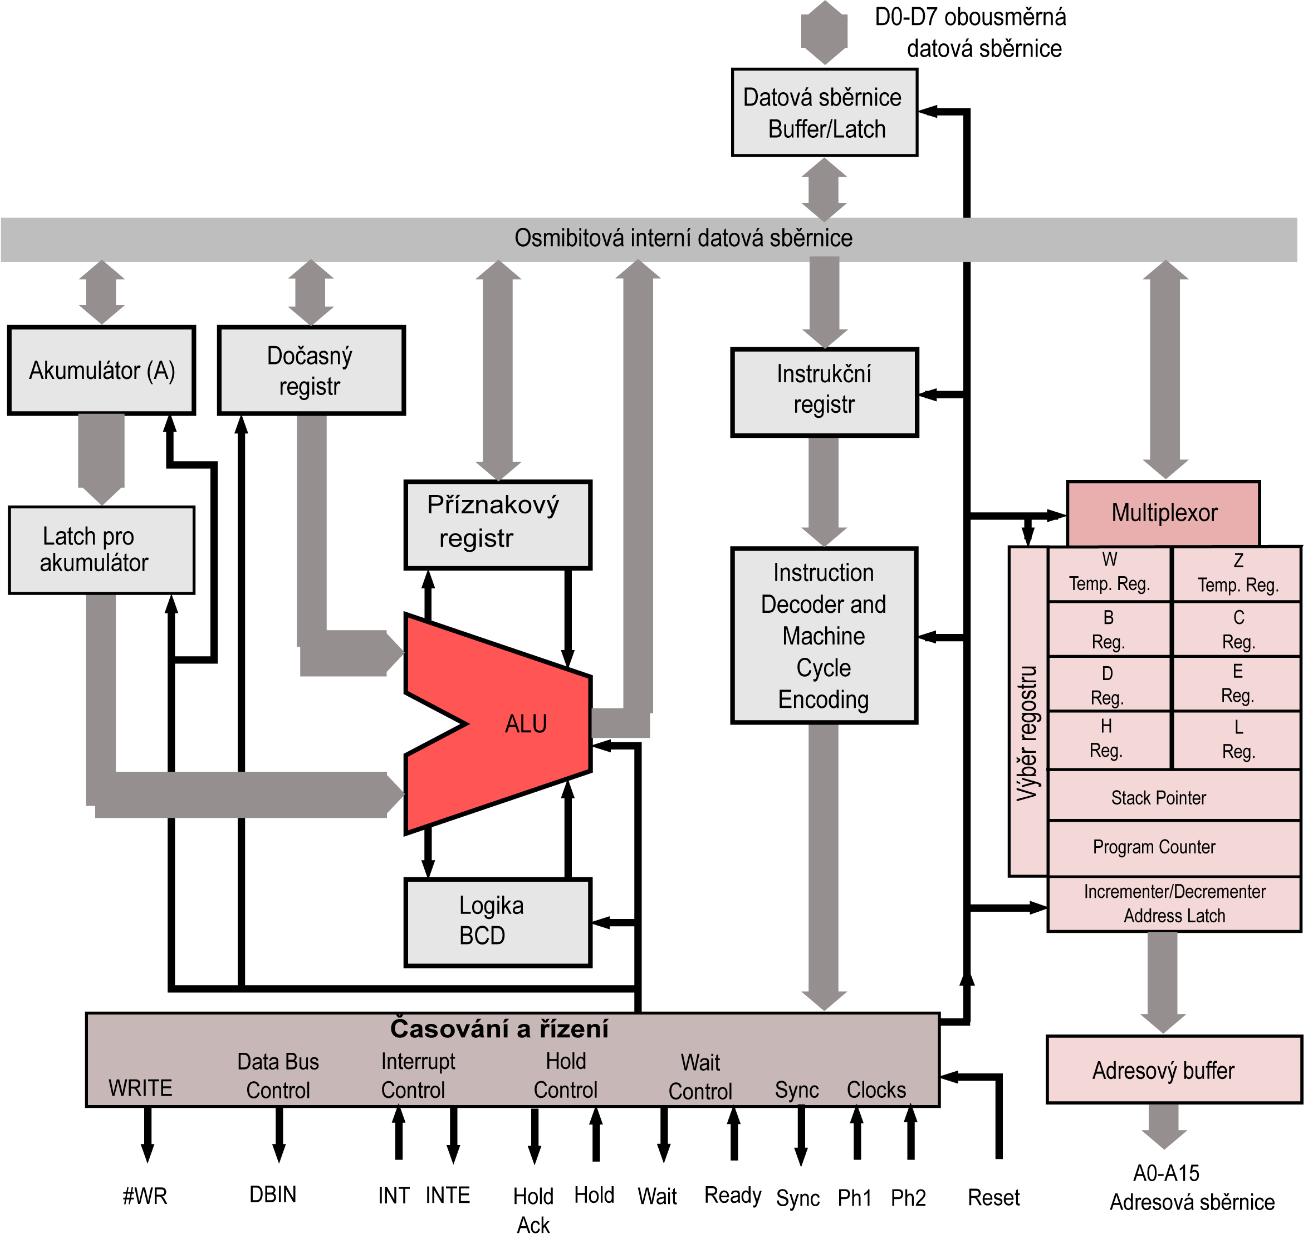 D0-D7 obousměrná
datová sběrnice
Datová sběrnice
Buffer/Latch
Osmibitová interní datová sběrnice
Akumulátor (A)
Dočasný
registr
Instrukční
registr
Latch pro
akumulátor
Příznakový
registr
Instruction
Decoder and
Machine
Cycle
Encoding
ALU
Logika
BCD
Multiplexor
Výběr regostru
W
Temp. Reg.
Z
Temp. Reg.
B
Reg.
C
Reg.
D
Reg.
E
Reg.
H
Reg.
L
Reg.
Stack Pointer
Program Counter
Incrementer/Decrementer
Address Latch
Adresový buffer
A0-A15
Adresová sběrnice
Časování a řízení
WRITE
Data Bus
Control
Interrupt
Control
Hold
Control
Wait
Control
Sync
Clocks
#WR
DBIN
INT
INTE
Hold
Ack
Hold
Wait
Ready
Sync
Ph1
Ph2
Reset